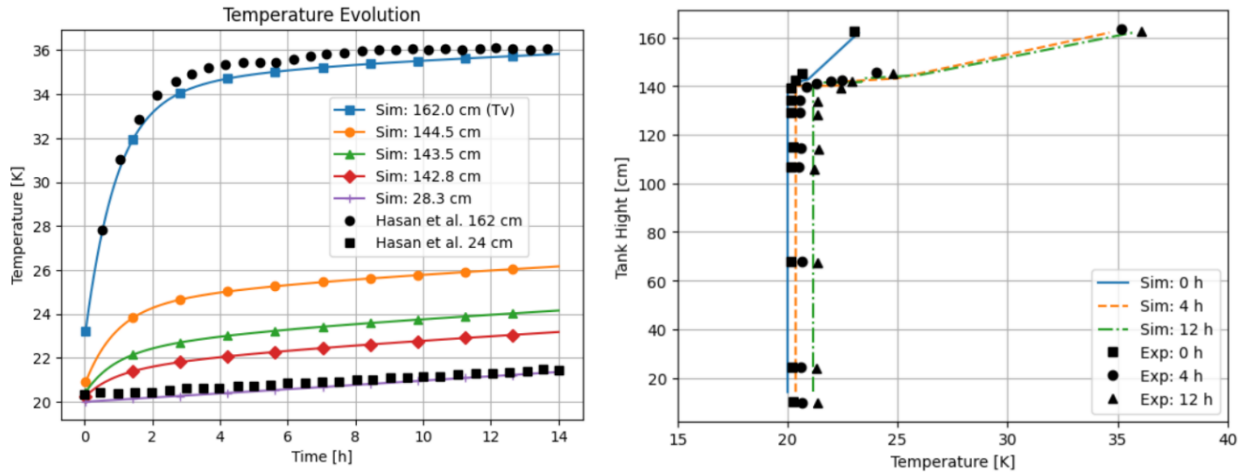 Temperature Evolution
36
34
32
30
28
26
24
22
20
Temperature [K]
Sim: 162.0 cm (Tv)
Sim: 144.5 cm
Sim: 143.5 cm
Sim: 142.8 cm
Sim: 28.3 cm
Hasan et al. 162 cm
Hasan et al. 24 cm
0 2 4 6 8 10 12 14
Time [h]
160
140
120
100
80
60
40
20
Tank Hight [cm]
Sim: 0 h
Sim: 4 h
Sim: 12 h
Exp: 0 h
Exp: 4 h
Exp: 12 h
15 20 25 30 35 40
Temperature [K]